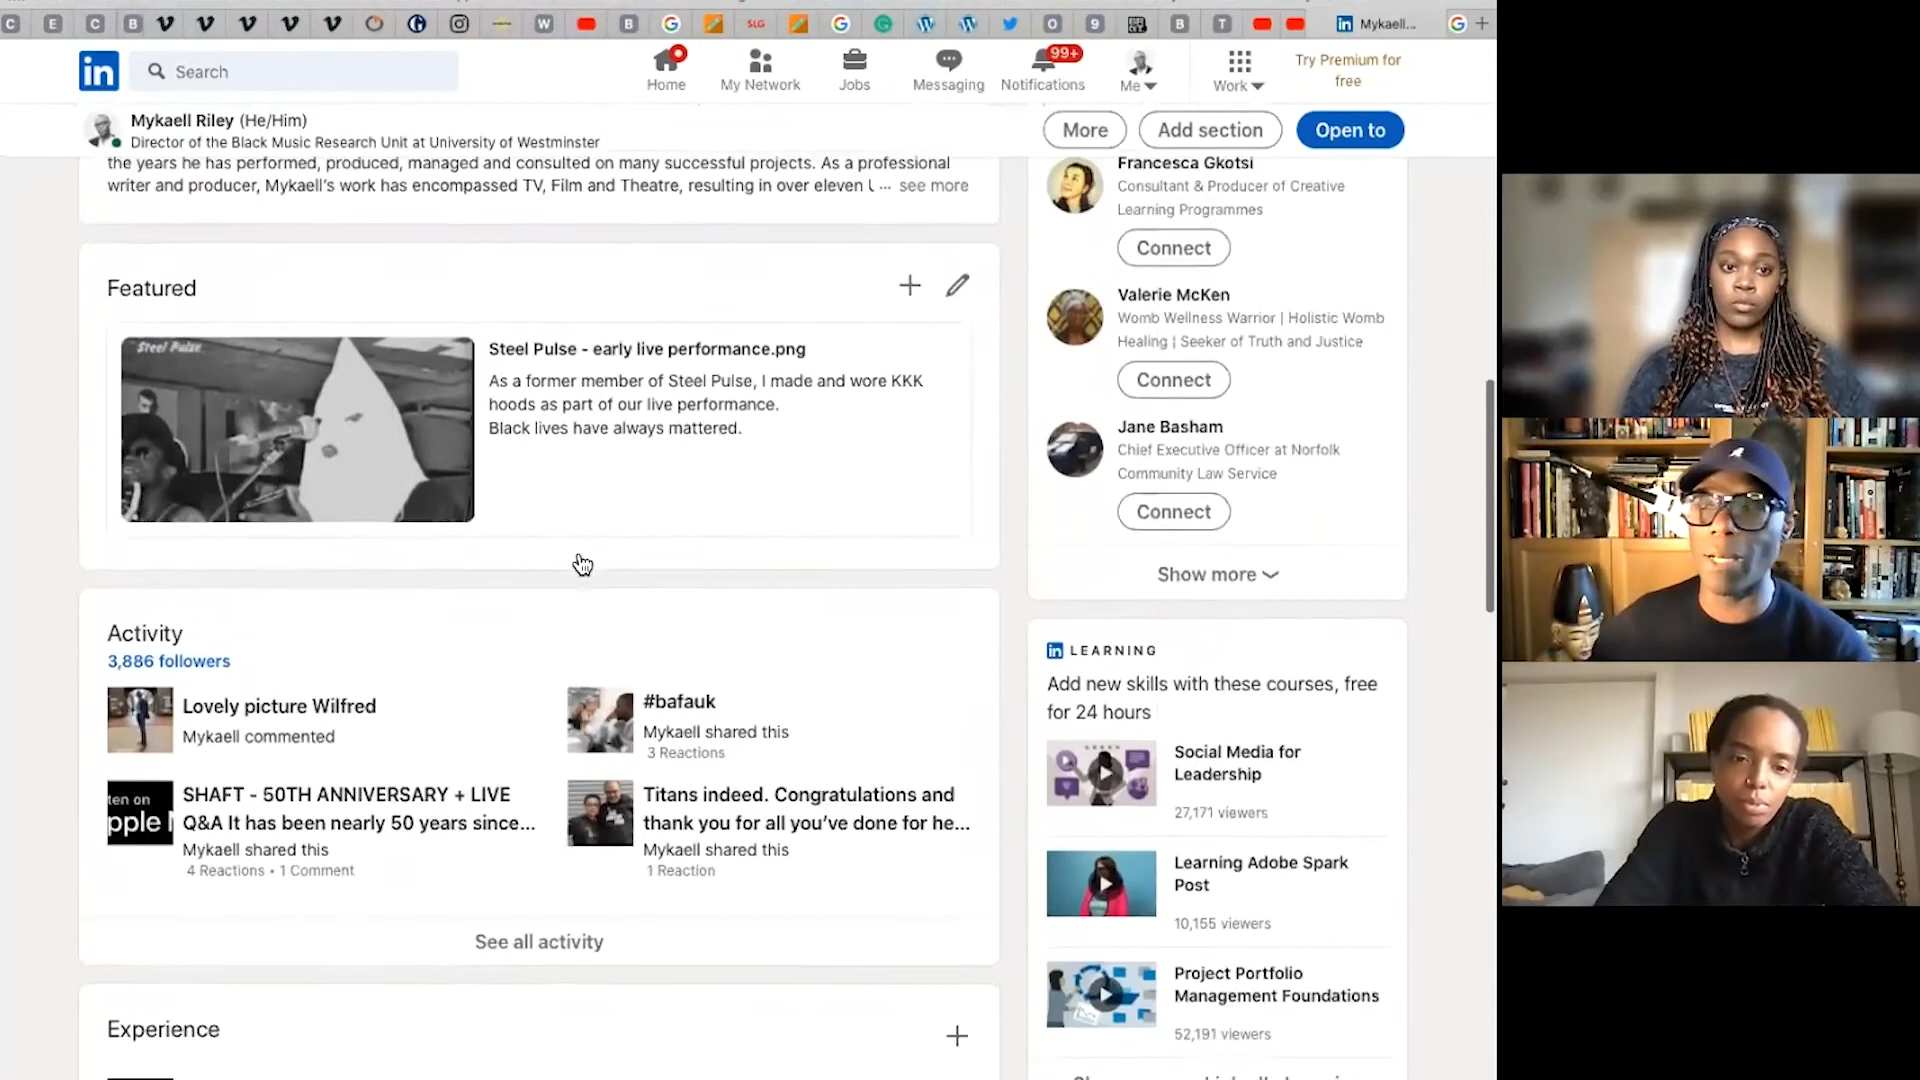 C E C B W B G SLG G O 9 B T in Mykaell... G +
in Search
Home
My Network
Jobs
Messaging
99+
Notifications
Me
Work
Try Premium for
free
Mykaell Riley (He/Him)
Director of the Black Music Research Unit at University of Westminster
More
Add section
Open to
the years he has performed, produced, managed and consulted on many successful projects. As a professional
writer and producer, Mykaell's work has encompassed TV, Film and Theatre, resulting in over eleven ... see more
Featured
Steel Pulse
Steel Pulse - early live performance.png
As a former member of Steel Pulse, I made and wore KKK
hoods as part of our live performance.
Black lives have always mattered.
Activity
3,886 followers
Lovely picture Wilfred
Mykaell commented
#bafauk
Mykaell shared this
3 Reactions
ten on
pple
SHAFT - 50TH ANNIVERSARY + LIVE
Q&A It has been nearly 50 years since...
Mykaell shared this
4 Reactions • 1 Comment
Titans indeed. Congratulations and
thank you for all you've done for he...
Mykaell shared this
1 Reaction
See all activity
Experience
Francesca Gkotsi
Consultant & Producer of Creative
Learning Programmes
Connect
Valerie McKen
Womb Wellness Warrior | Holistic Womb
Healing | Seeker of Truth and Justice
Connect
Jane Basham
Chief Executive Officer at Norfolk
Community Law Service
Connect
Show more
in LEARNING
Add new skills with these courses, free
for 24 hours
Social Media for
Leadership
27,171 viewers
Learning Adobe Spark
Post
10,155 viewers
Project Portfolio
Management Foundations
52,191 viewers